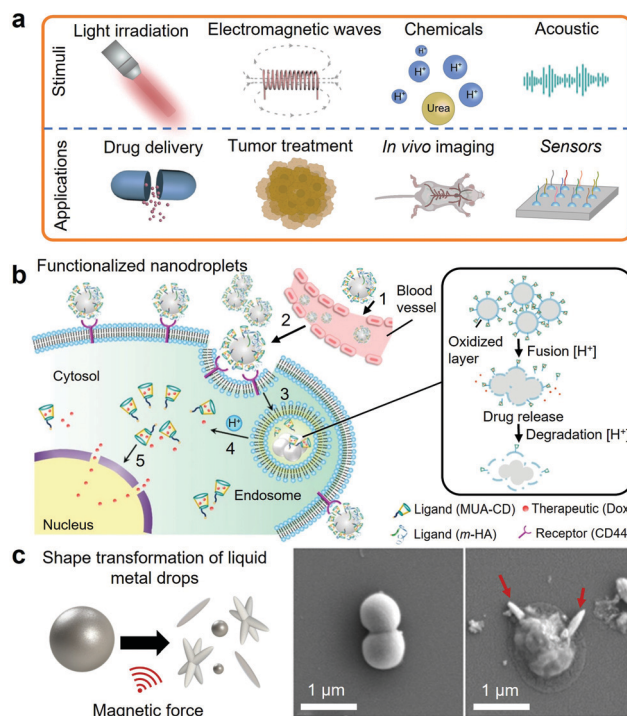 a
Light irradiation
Electromagnetic waves
Chemicals
Acoustic
Stimuli
H⁺
H⁺
H⁺
H⁺
H⁺
H⁺
Urea
Drug delivery
Tumor treatment
In vivo imaging
Sensors
Applications
b
Functionalized nanodroplets
1
2
Blood
vessel
Cytosol
3
H⁺
4
5
Endosome
Nucleus
Oxidized
layer
Fusion [H⁺]
Drug release
Degradation [H⁺]
Ligand (MUA-CD)
Therapeutic (Dox
Ligand (m-HA)
Receptor (CD44
c
Shape transformation of liquid
metal drops
Magnetic force
1 μm
1 μm